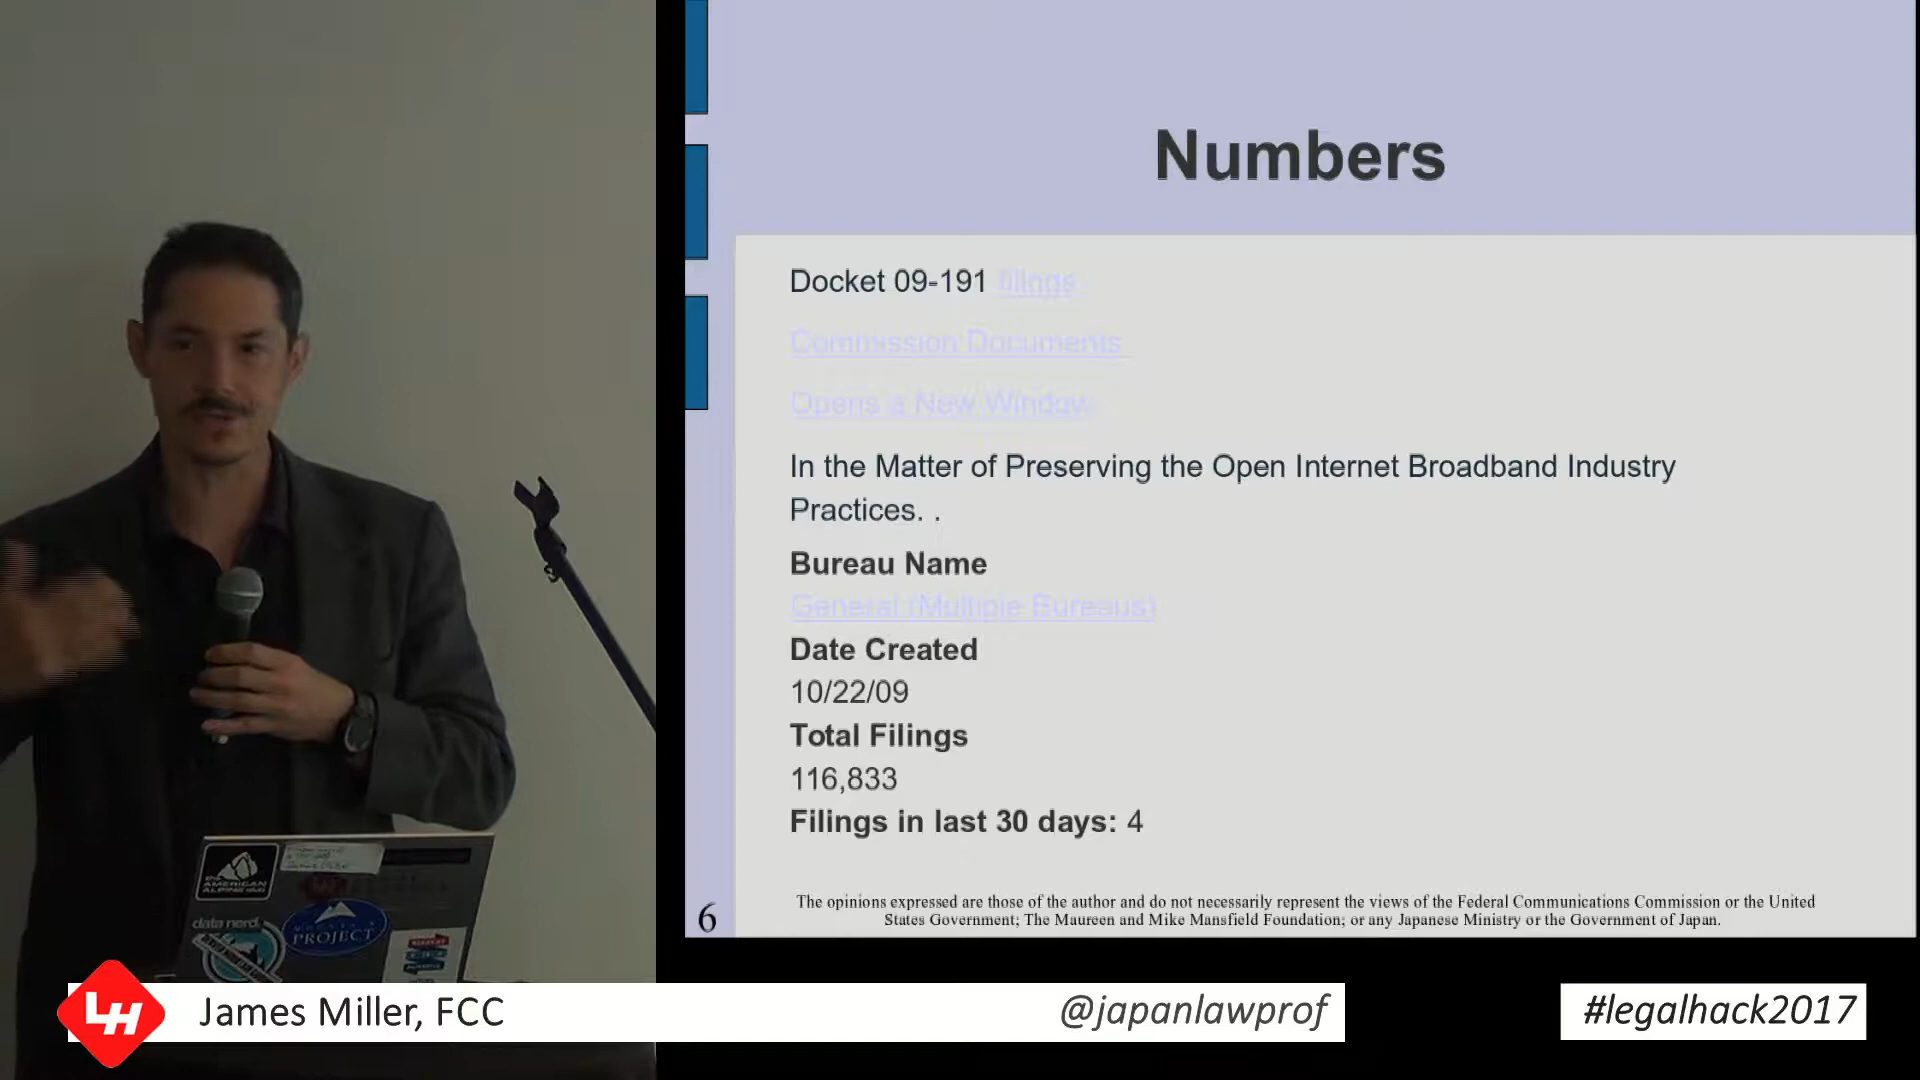 Numbers
Docket 09-191 filings
Commission Documents
Opens a New Window
In the Matter of Preserving the Open Internet Broadband Industry
Practices. .
Bureau Name
General (Multiple Bureaus)
Date Created
10/22/09
Total Filings
116,833
Filings in last 30 days: 4
The opinions expressed are those of the author and do not necessarily represent the views of the Federal Communications Commission or the United
States Government; The Maureen and Mike Mansfield Foundation; or any Japanese Ministry or the Government of Japan.
6
AMERICAN
data nerd.
PROJECT
LH
James Miller, FCC
@japanlawprof
#legalhack2017